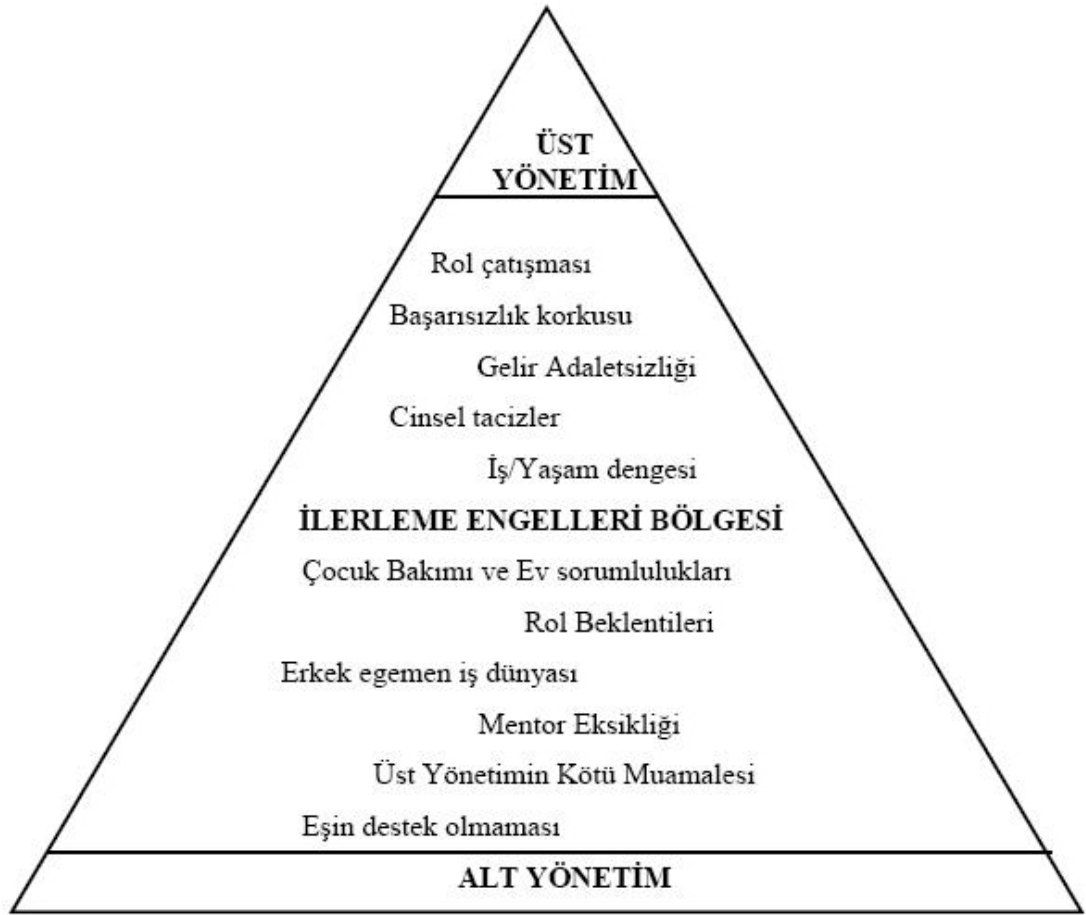 ÜST
YÖNETİM
Rol çatışması
Başarısızlık korkusu
Gelir Adaletsizliği
Cinsel tacizler
İş/Yaşam dengesi
İLERLEME ENGELLERİ BÖLGESİ
Çocuk Bakımı ve Ev sorumlulukları
Rol Beklentileri
Erkek egemen iş dünyası
Mentor Eksikliği
Üst Yönetimin Kötü Muamalesi
Eşin destek olmaması
ALT YÖNETİM